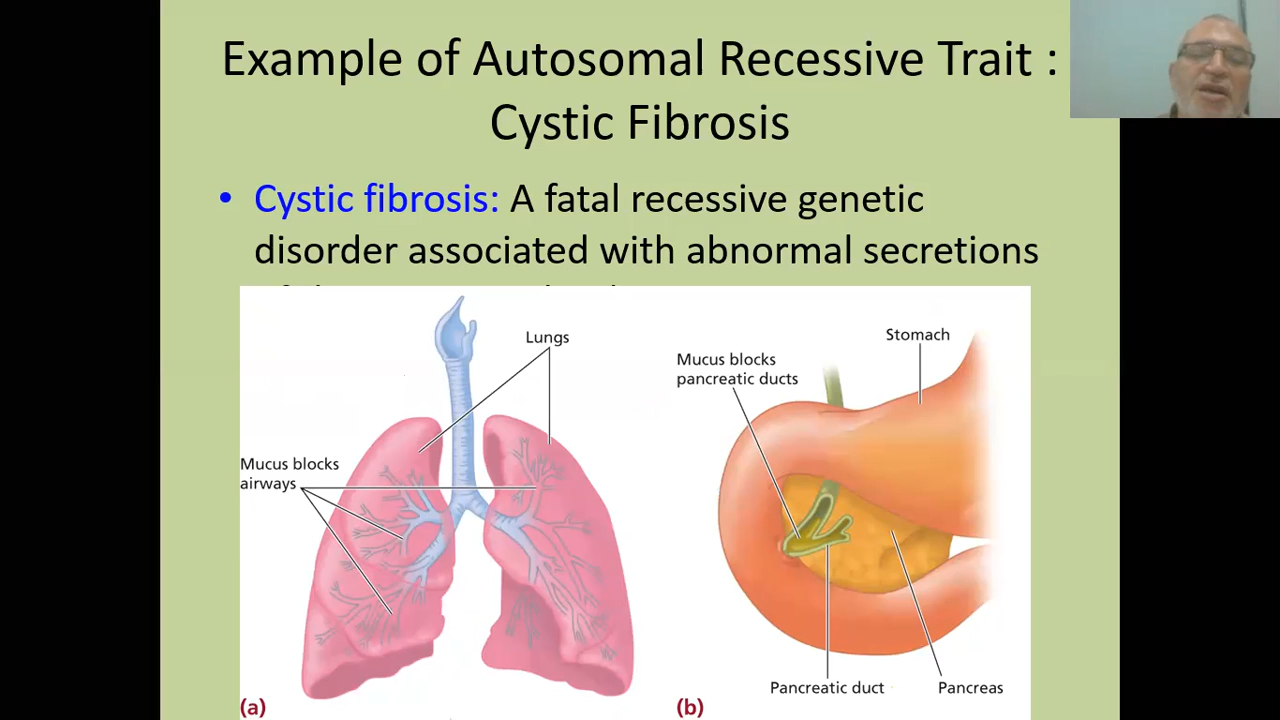 Example of Autosomal Recessive Trait :
Cystic Fibrosis
• Cystic fibrosis: A fatal recessive genetic
disorder associated with abnormal secretions
Lungs
Mucus blocks
airways
(a)
Stomach
Mucus blocks
pancreatic ducts
Pancreatic duct
Pancreas
(b)